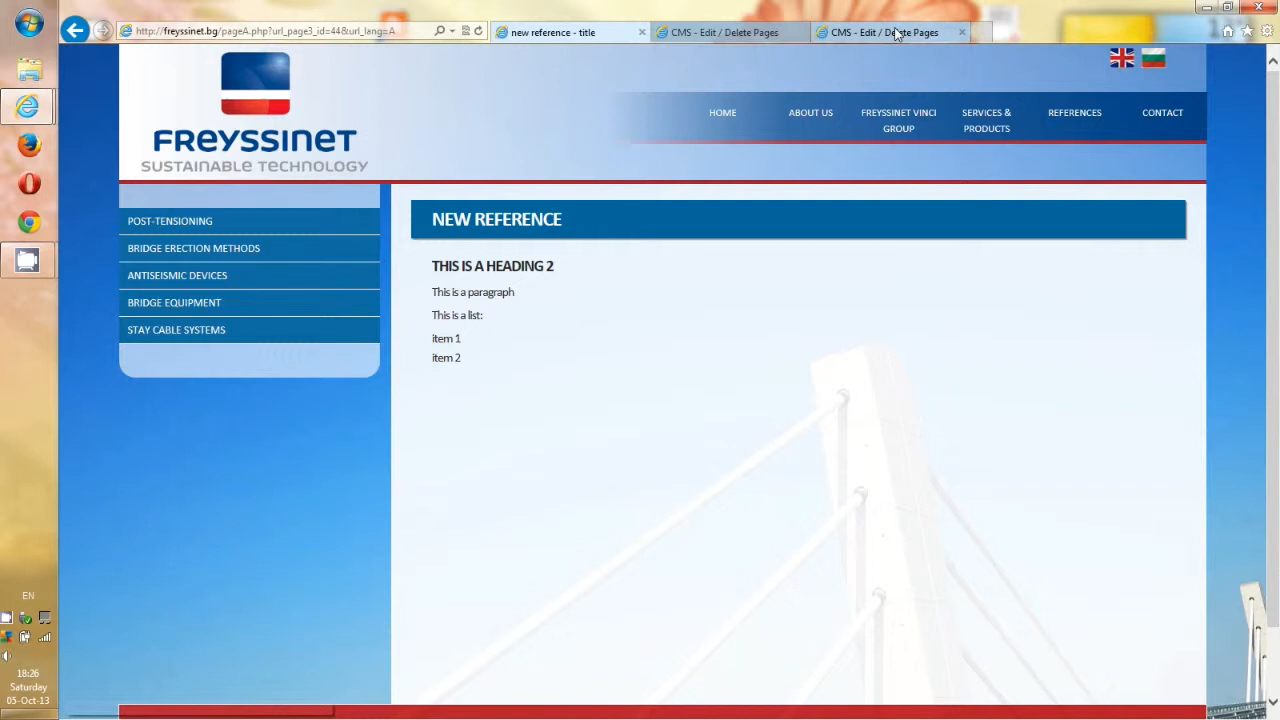 http://freyssinet.bg/pageA.php?url_page3_id=44&url_lang=A
new reference - title
CMS - Edit / Delete Pages
CMS - Edit / Delete Pages
FREYSSINET
SUSTAINABLE TECHNOLOGY
HOME
ABOUT US
FREYSSINET VINCI
GROUP
SERVICES &
PRODUCTS
REFERENCES
CONTACT
POST-TENSIONING
BRIDGE ERECTION METHODS
ANTISEISMIC DEVICES
BRIDGE EQUIPMENT
STAY CABLE SYSTEMS
NEW REFERENCE
THIS IS A HEADING 2
This is a paragraph
This is a list:
item 1
item 2
EN
18:26
Saturday
05-Oct-13